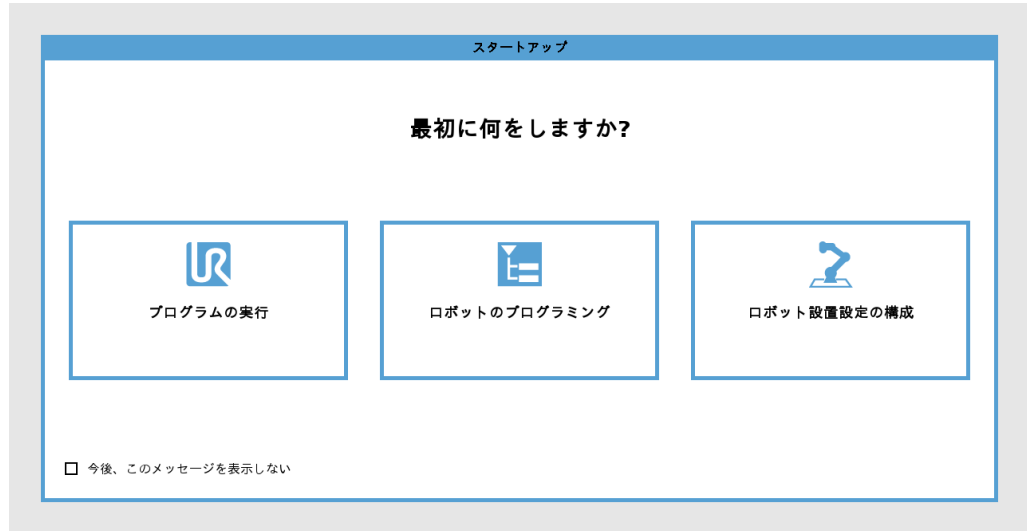 スタートアップ
最初に何をしますか?
UR
プログラムの実行
ロボットのプログラミング
ロボット設置設定の構成
今後、このメッセージを表示しない